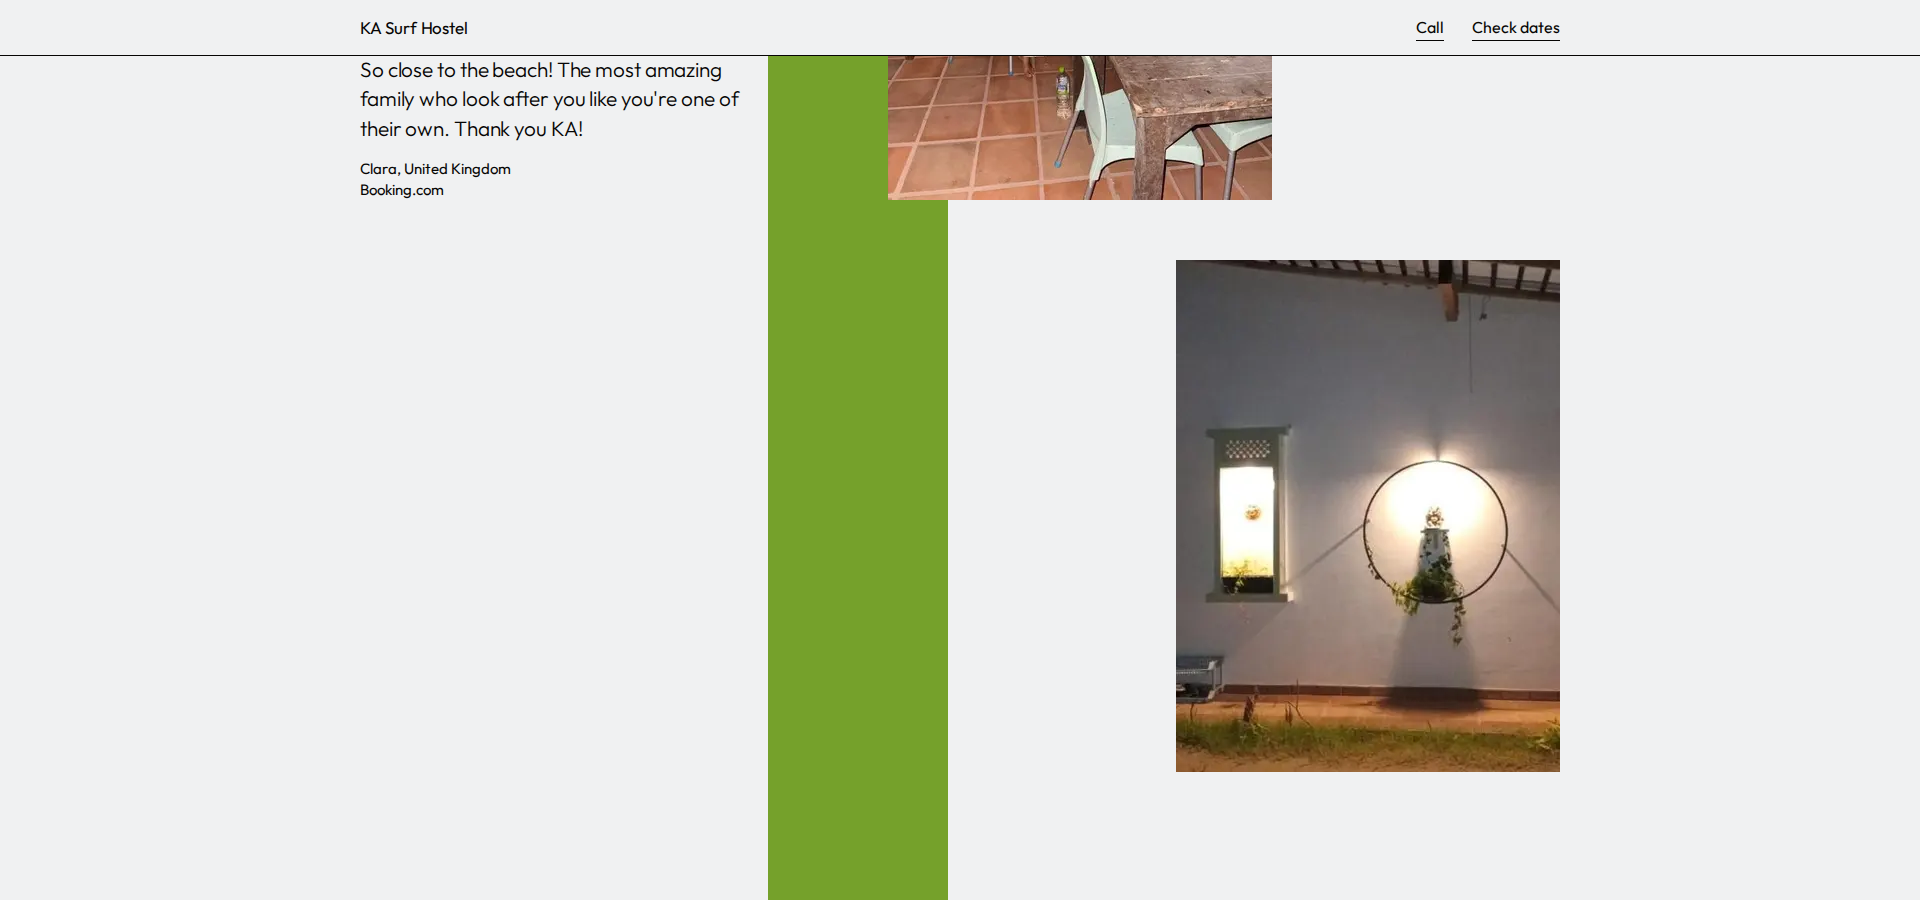 KA Surf Hostel
Call
Check dates
So close to the beach! The most amazing
family who look after you like you're one of
their own. Thank you KA!
Clara, United Kingdom
Booking.com